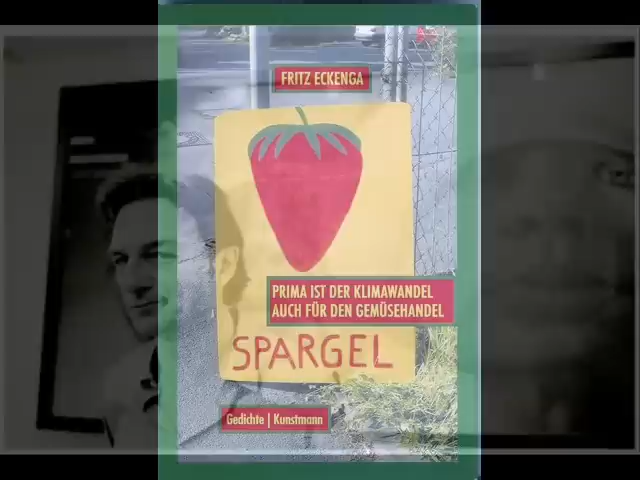 FRITZ ECKENGA
PRIMA IST DER KLIMAWANDEL
AUCH FÜR DEN GEMÜSEHANDEL
SPARGEL
Gedichte | Kunstmann